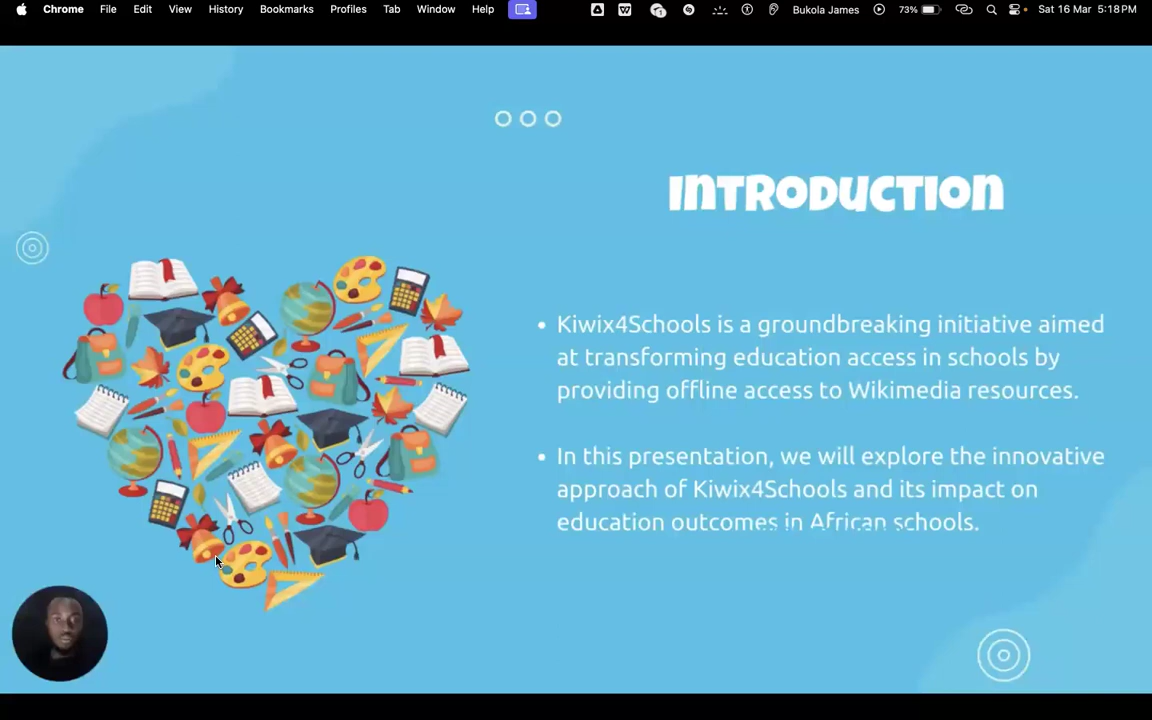 Chrome File Edit View History Bookmarks Profiles Tab Window Help Bukola James 73% Sat 16 Mar 5:18 PM
INTRODUCTION
• Kiwix4Schools is a groundbreaking initiative aimed
at transforming education access in schools by
providing offline access to Wikimedia resources.
• In this presentation, we will explore the innovative
approach of Kiwix4Schools and its impact on
education outcomes in African schools.